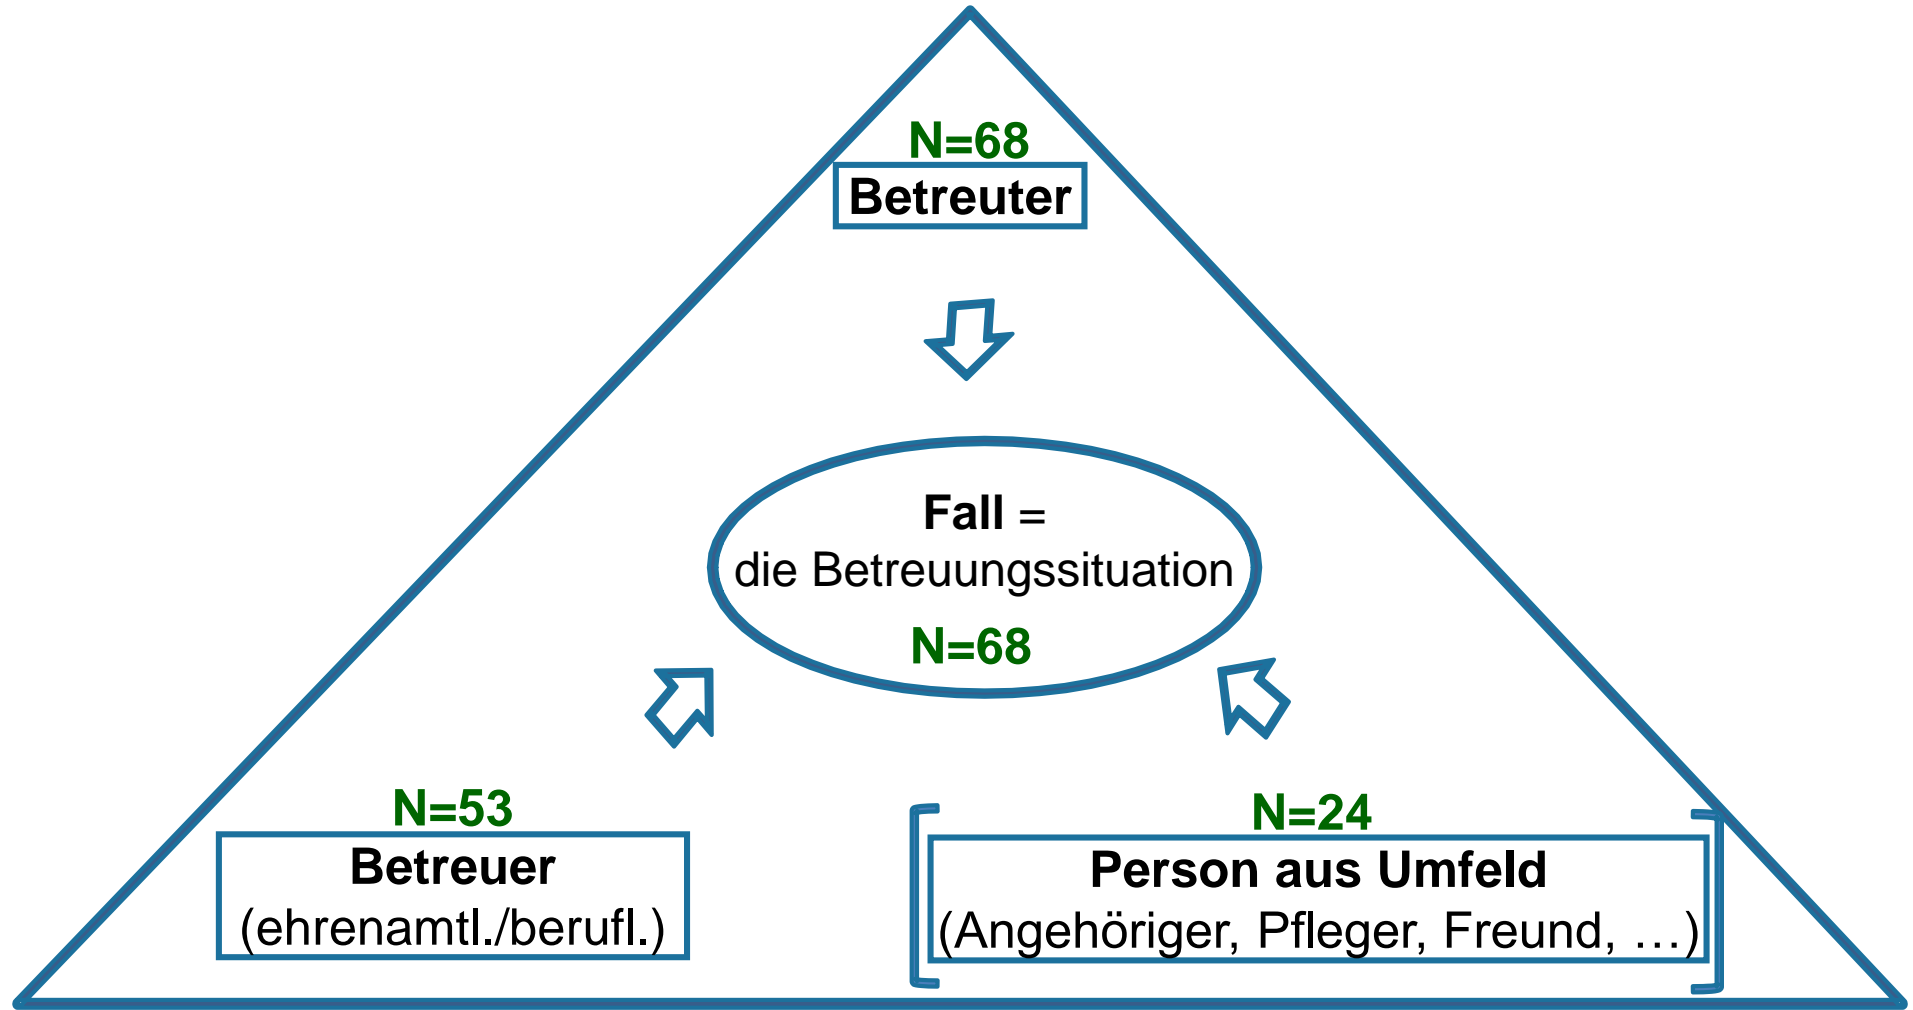 N=68
Betreuter
Fall =
die Betreuungssituation
N=68
N=53
Betreuer
(ehrenamtl./berufl.)
N=24
Person aus Umfeld
(Angehöriger, Pfleger, Freund, …)